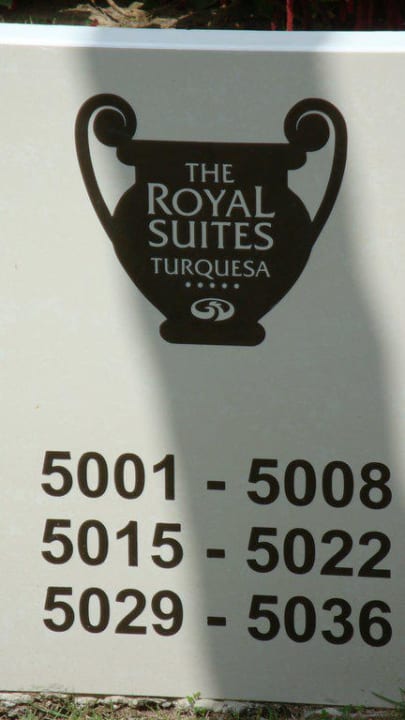 THE
ROYAL
SUITES
TURQUESA
5001 - 5008
5015 - 5022
5029 - 5036